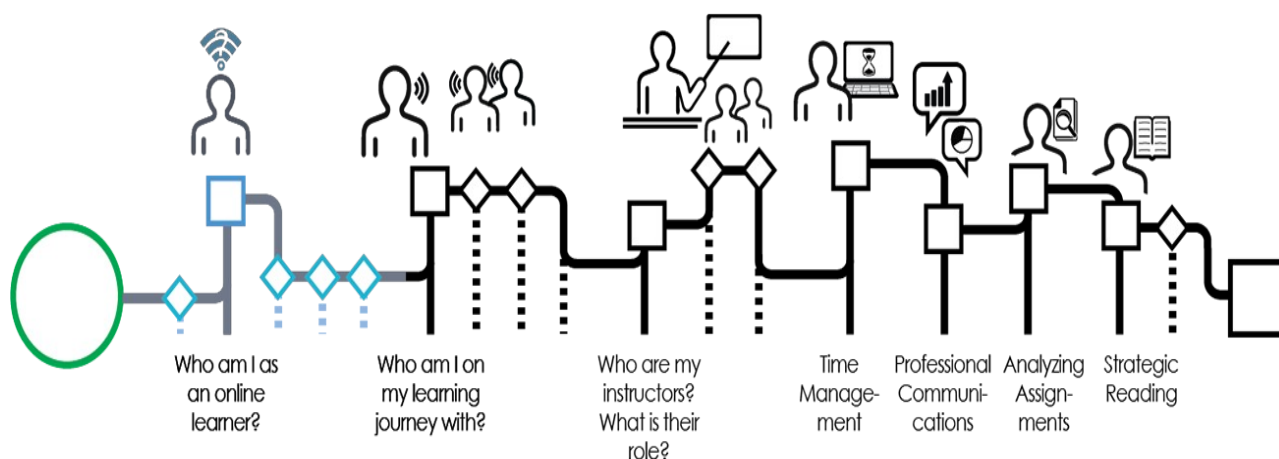 Who am I as
an online
learner?
Who am I on
my learning
journey with?
Who are my
instructors?
What is their
role?
Time
Manage-
ment
Professional
Communi-
cations
Analyzing
Assign-
ments
Strategic
Reading